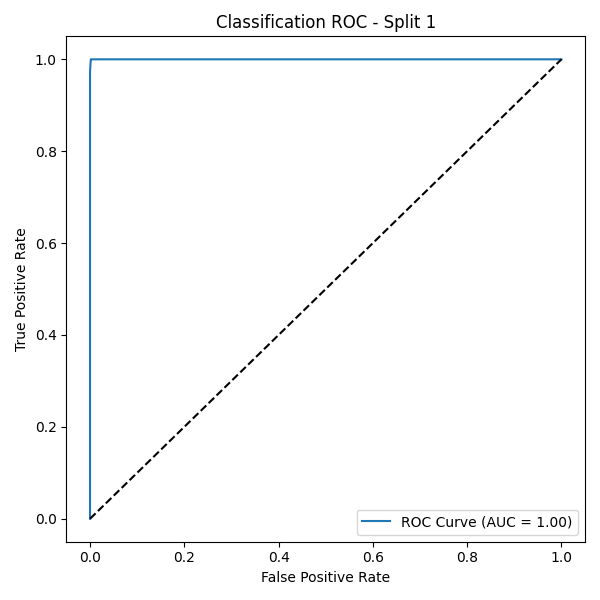 Classification ROC - Split 1
True Positive Rate
1.0
0.8
0.6
0.4
0.2
0.0
ROC Curve (AUC = 1.00)
0.0 0.2 0.4 0.6 0.8 1.0
False Positive Rate